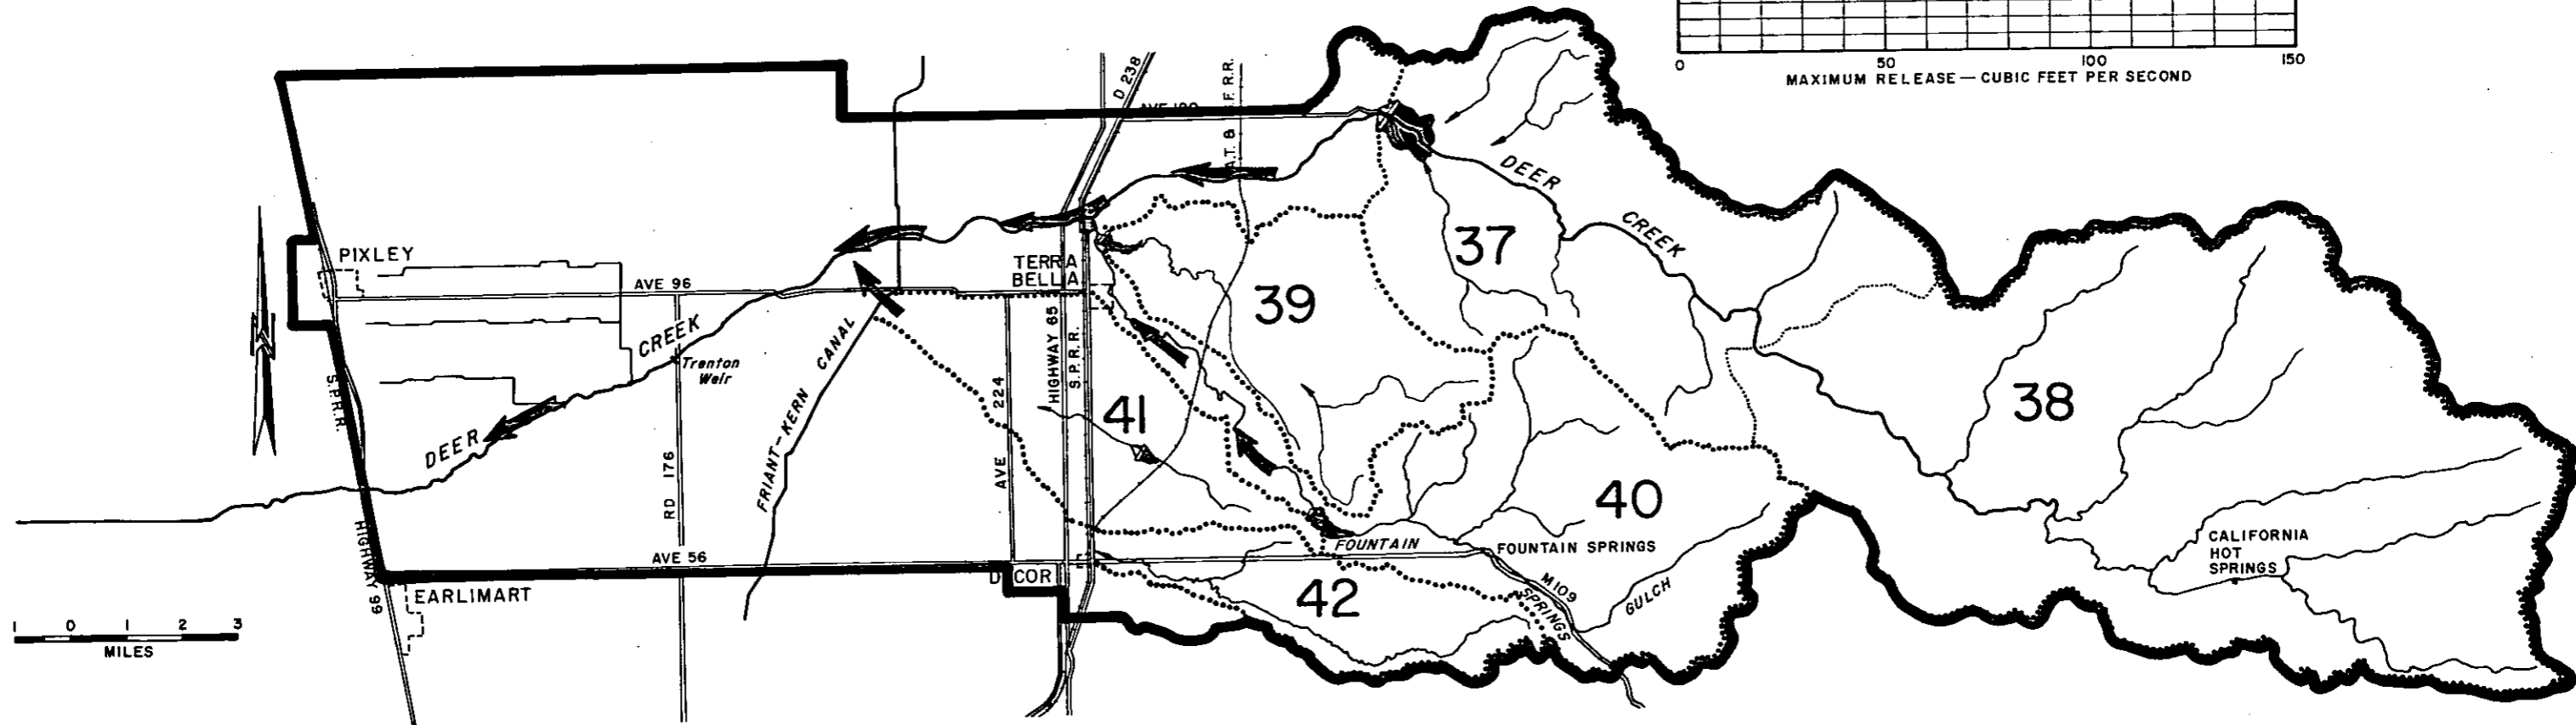 0 50 100 150
MAXIMUM RELEASE — CUBIC FEET PER SECOND
D 238
A.T. & S.F. R.R.
DEER
CREEK
37
PIXLEY
TERRA
BELLA
AVE 96
39
CREEK
Trenton
Weir
FRIANT-KERN CANAL
HIGHWAY 65
S.P.R.R.
AVE 224
S.P.R.R.
41
38
DEER
RD 176
40
HIGHWAY 99
FOUNTAIN
FOUNTAIN SPRINGS
CALIFORNIA
HOT
SPRINGS
AVE 56
EARLIMART
42
M109
SPRINGS
GULCH
1 0 1 2 3
MILES